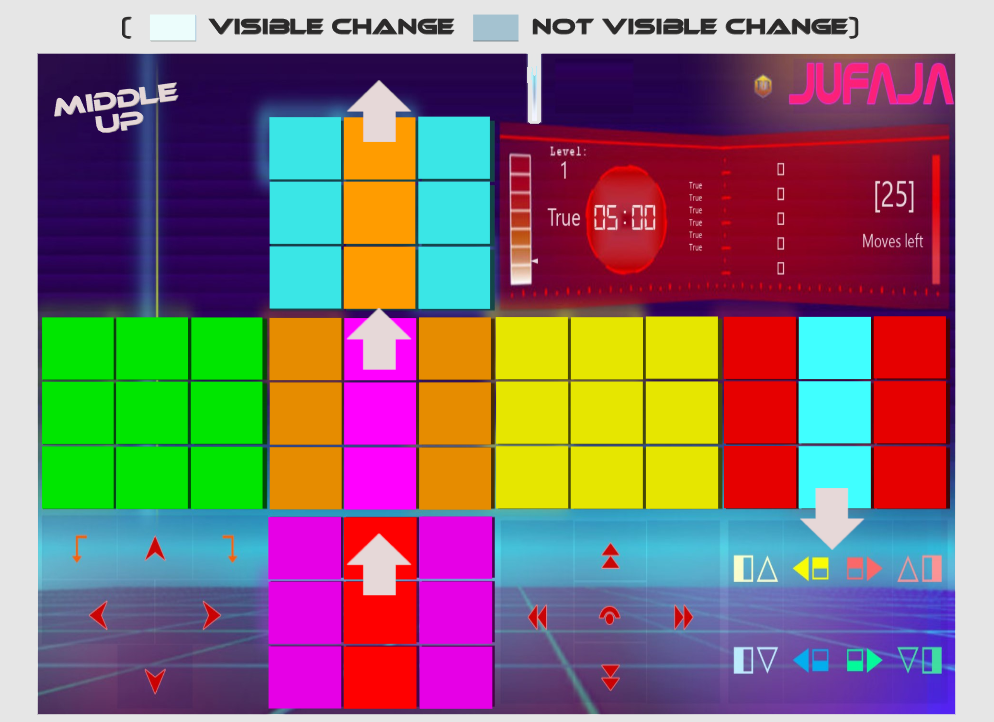 ( VISIBLE CHANGE NOT VISIBLE CHANGE)
MIDDLE
UP
JUFAJA
Level:
1
True
05:00
True
True
True
True
True
True
[25]
Moves left